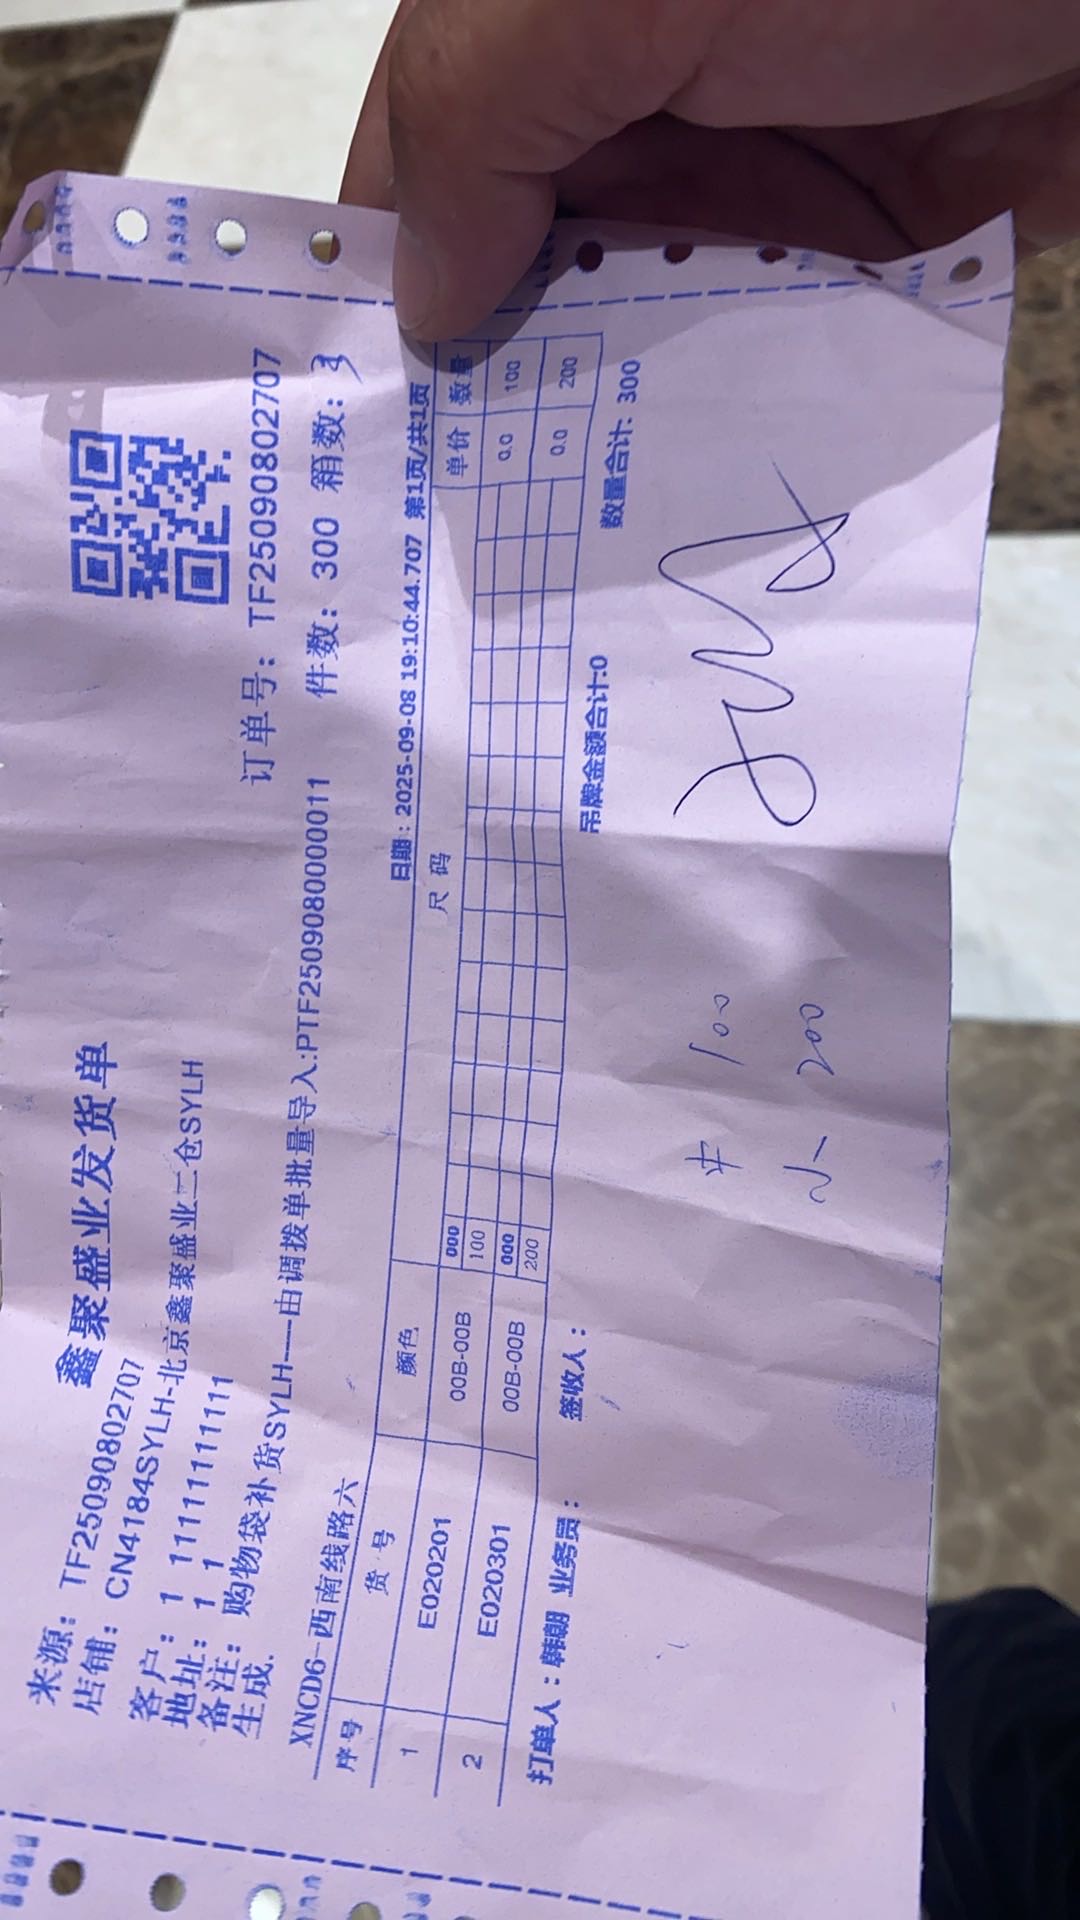 鑫聚盛业发货单
来源: TF25090802707
店铺: CN4184SYLH-北京鑫聚盛业二仓SYLH
客户: 1 11111111111
地址: 1 1
订单号: TF25090802707
备注: 购物袋补货SYLH——由调拨单批量导入:PTF2509080000011
生成.
件数: 300 箱数: 3
XNCD6-西南线路六
日期: 2025-09-08 19:10:44.707 第1页/共1页
序号 货号 颜色 尺码 单价 数量
1 E020201 00B-00B 000 0.0 100
100
2 E020301 00B-00B 000 0.0 200
200
打单人: 韩朝 业务员: 签收人: 吊牌金额合计:0 数量合计: 300
中 100
小 200